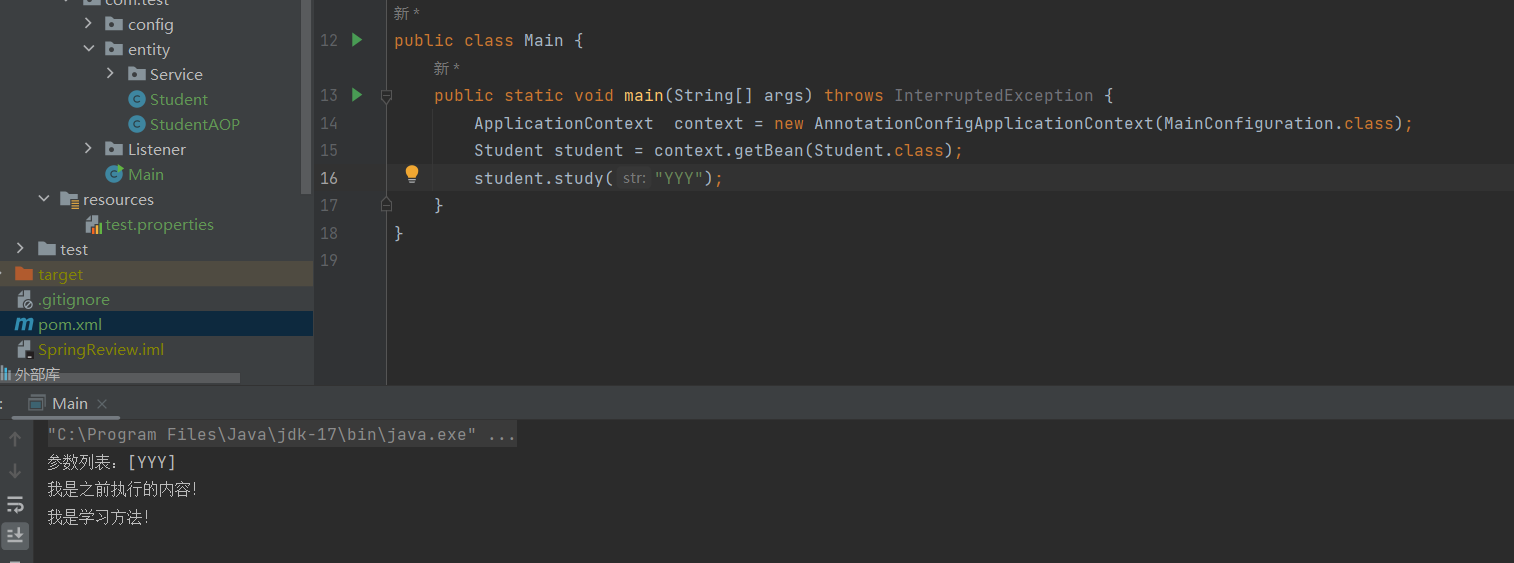 com.test
config
entity
Service
Student
StudentAOP
Listener
Main
resources
test.properties
test
target
.gitignore
pom.xml
SpringReview.iml
外部库
新 *
12 public class Main {
新 *
13 public static void main(String[] args) throws InterruptedException {
14 ApplicationContext  context = new AnnotationConfigApplicationContext(MainConfiguration.class);
15 Student student = context.getBean(Student.class);
16 student.study( str: "YYY");
17 }
18 }
19
: Main ×
"C:\Program Files\Java\jdk-17\bin\java.exe" ...
参数列表：[YYY]
我是之前执行的内容！
我是学习方法！